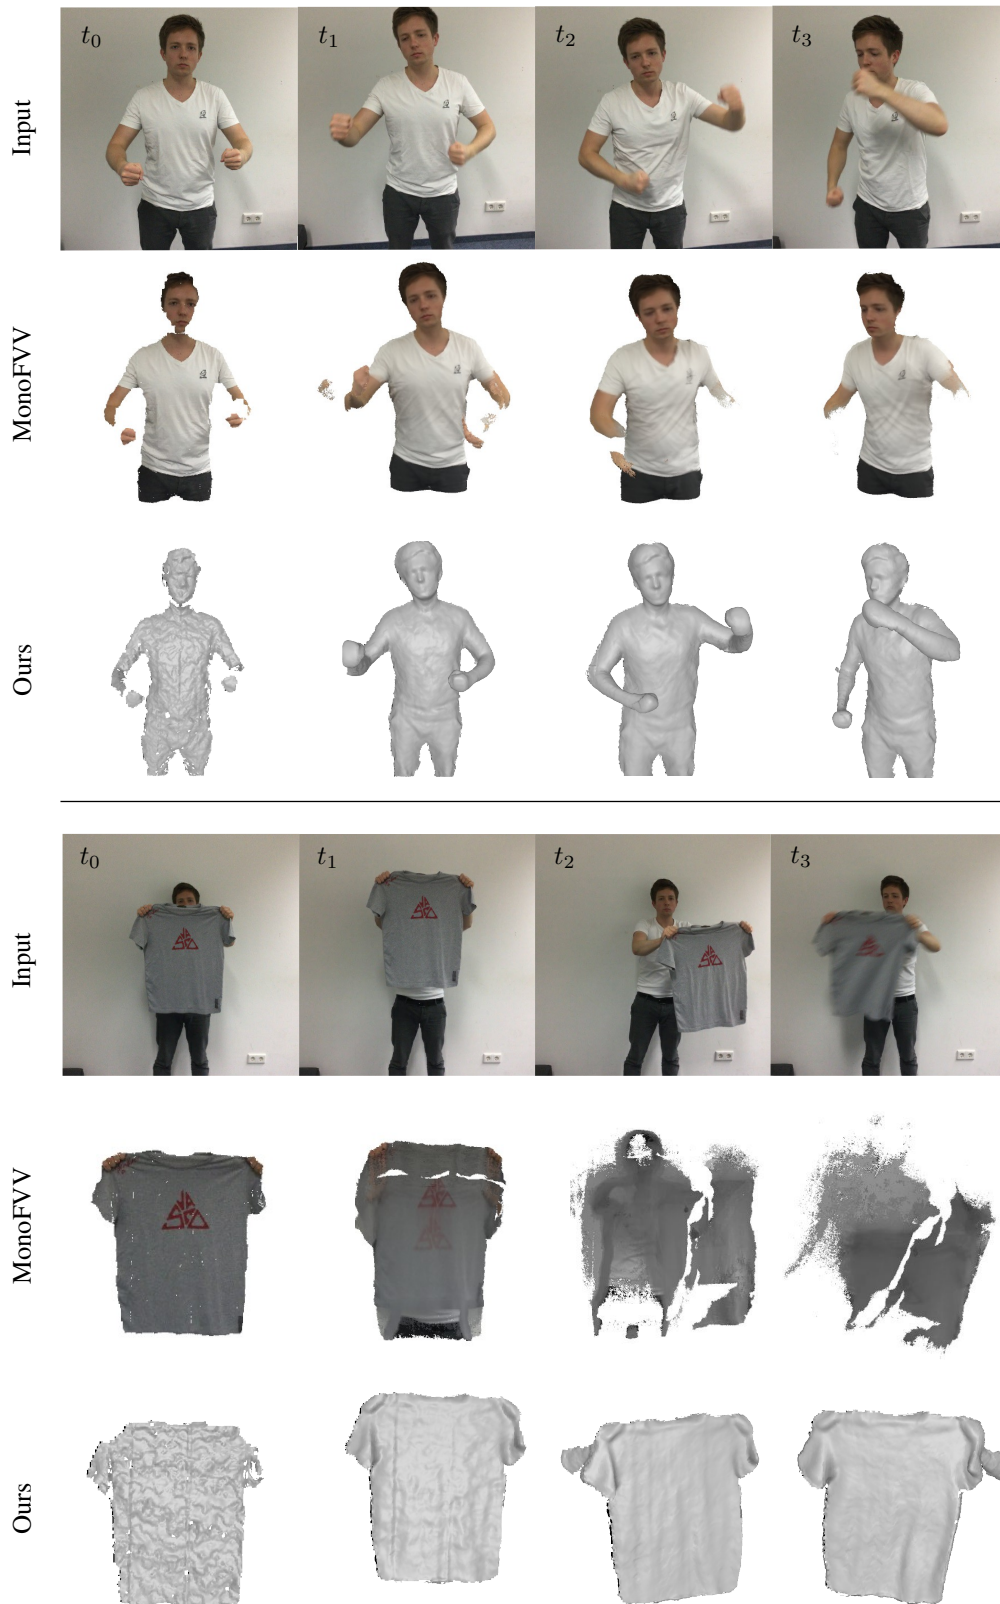 Input
t₀ t₁ t₂ t₃
MonoFVV
Ours
Input
t₀ t₁ t₂ t₃
MonoFVV
Ours